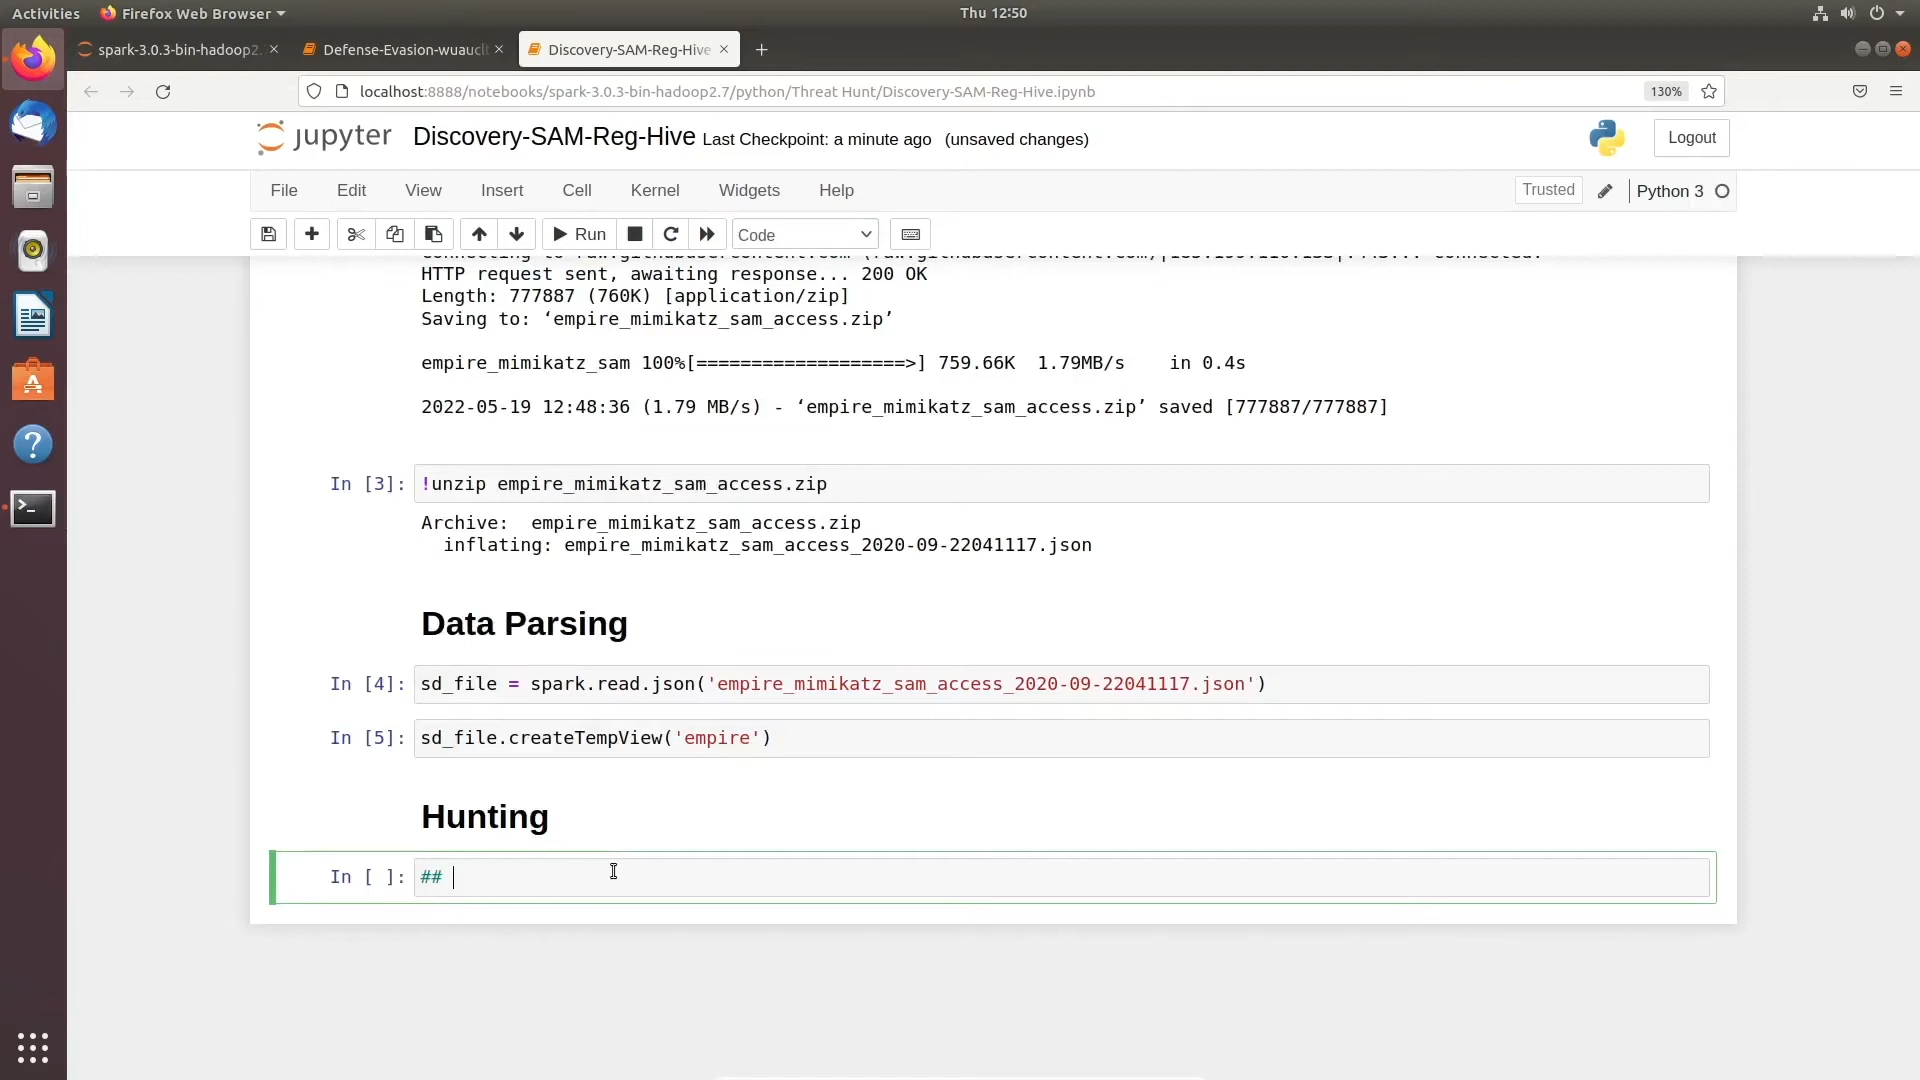 Activities
Firefox Web Browser
Thu 12:50
spark-3.0.3-bin-hadoop2.
Defense-Evasion-wuauclt
Discovery-SAM-Reg-Hive
localhost:8888/notebooks/spark-3.0.3-bin-hadoop2.7/python/Threat Hunt/Discovery-SAM-Reg-Hive.ipynb
130%
jupyter
Discovery-SAM-Reg-Hive Last Checkpoint: a minute ago (unsaved changes)
Logout
File Edit View Insert Cell Kernel Widgets Help
Trusted
Python 3
Run
Code
HTTP request sent, awaiting response... 200 OK
Length: 777887 (760K) [application/zip]
Saving to: ‘empire_mimikatz_sam_access.zip’
empire_mimikatz_sam 100%[===================>] 759.66K 1.79MB/s in 0.4s
2022-05-19 12:48:36 (1.79 MB/s) - ‘empire_mimikatz_sam_access.zip’ saved [777887/777887]
In [3]: !unzip empire_mimikatz_sam_access.zip
Archive: empire_mimikatz_sam_access.zip
inflating: empire_mimikatz_sam_access_2020-09-22041117.json
Data Parsing
In [4]: sd_file = spark.read.json('empire_mimikatz_sam_access_2020-09-22041117.json')
In [5]: sd_file.createTempView('empire')
Hunting
In [ ]: ##